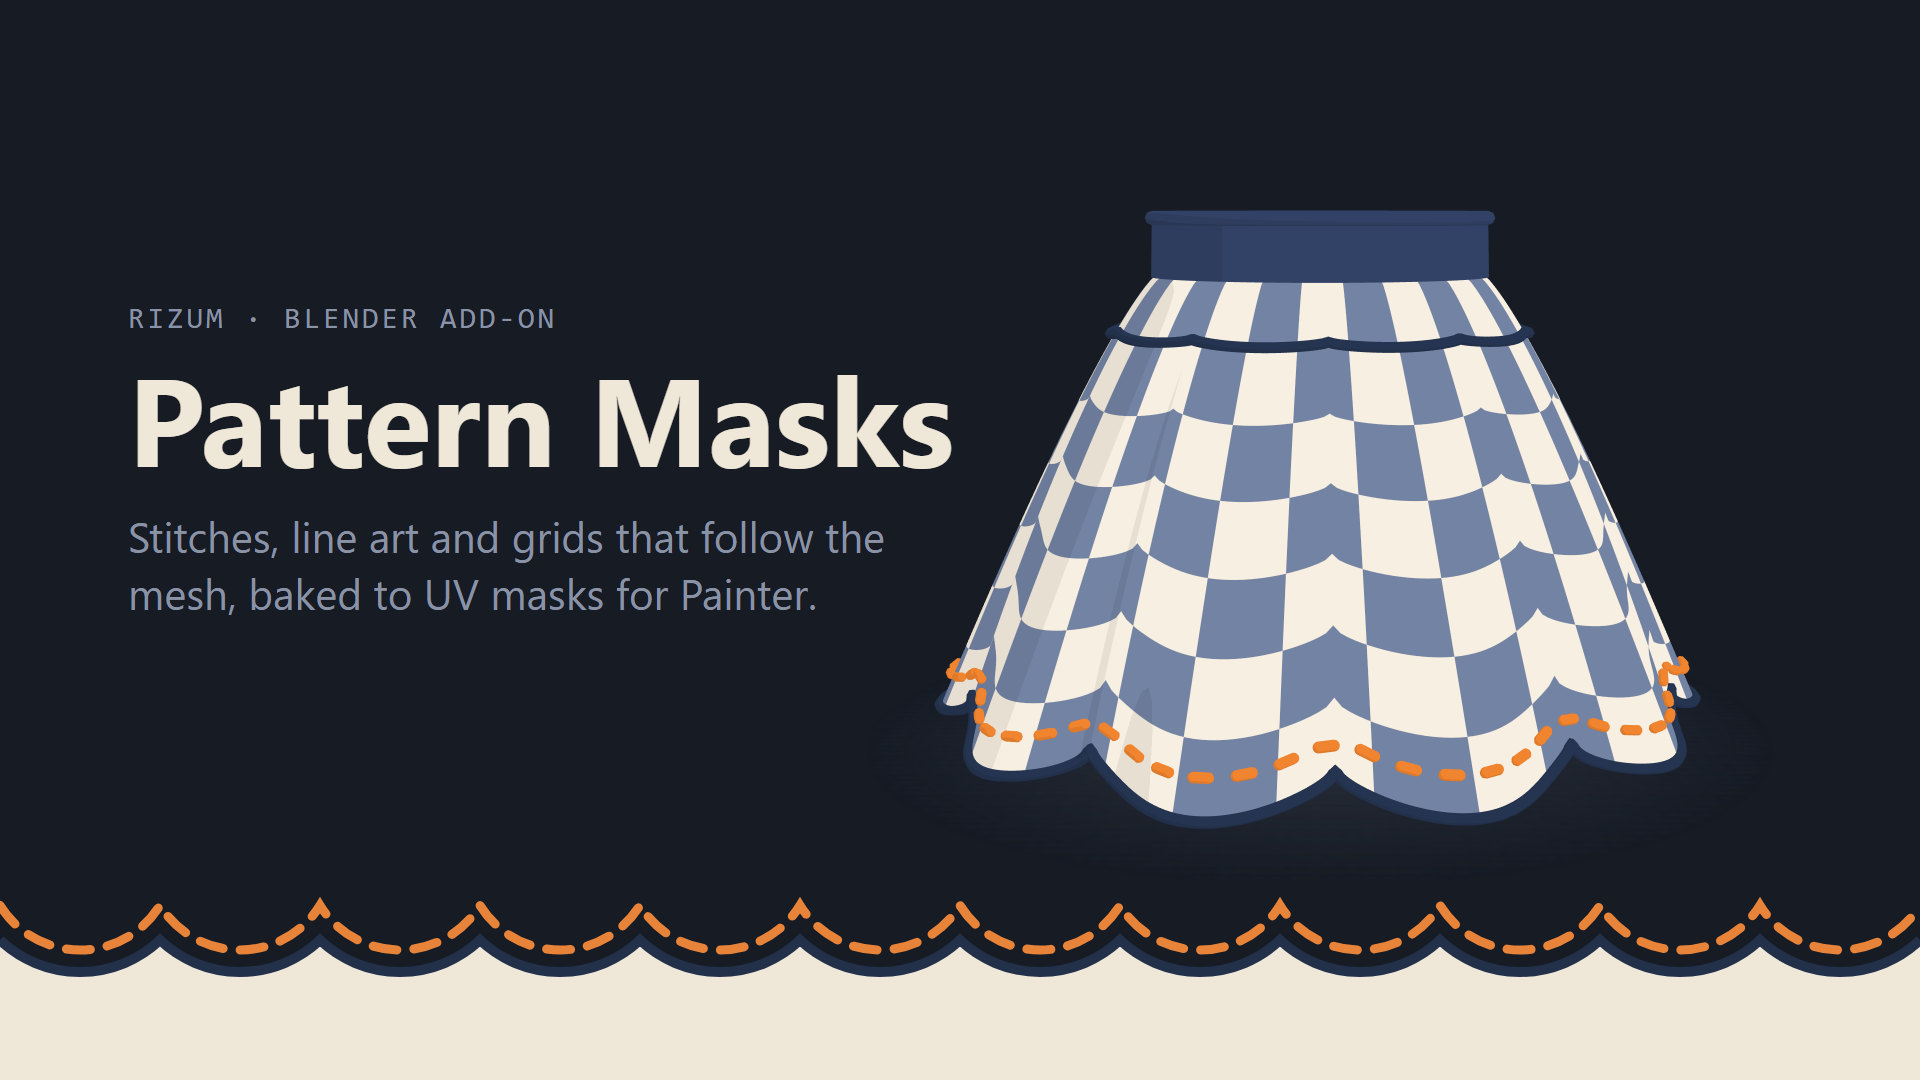 RIZUM · BLENDER ADD-ON
Pattern Masks
Stitches, line art and grids that follow the
mesh, baked to UV masks for Painter.